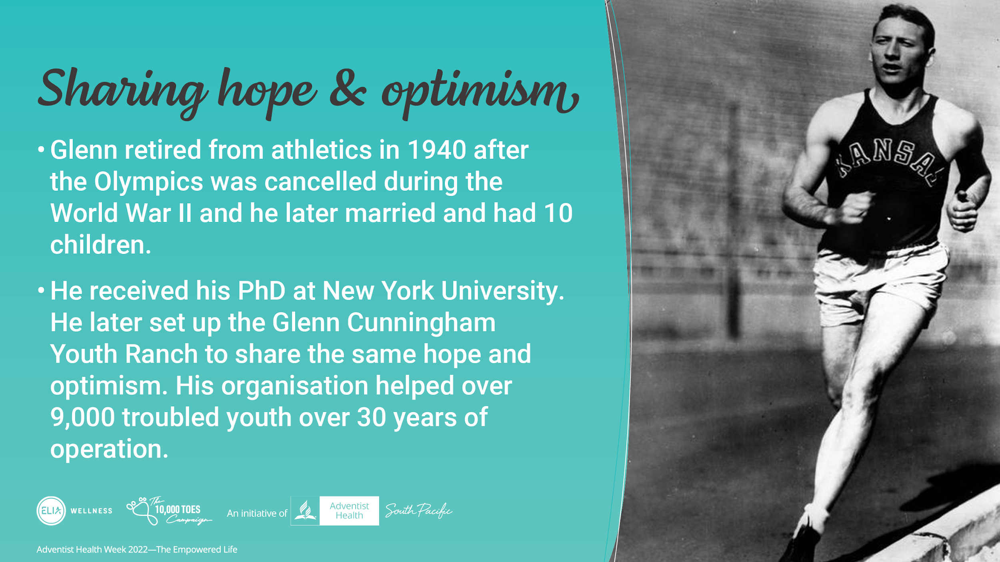 Sharing hope & optimism
• Glenn retired from athletics in 1940 after
the Olympics was cancelled during the
World War II and he later married and had 10
children.
• He received his PhD at New York University.
He later set up the Glenn Cunningham
Youth Ranch to share the same hope and
optimism. His organisation helped over
9,000 troubled youth over 30 years of
operation.
KANSAS
ELIA WELLNESS
The
10,000 TOES
Campaign
An initiative of
Adventist
Health
South Pacific
Adventist Health Week 2022—The Empowered Life